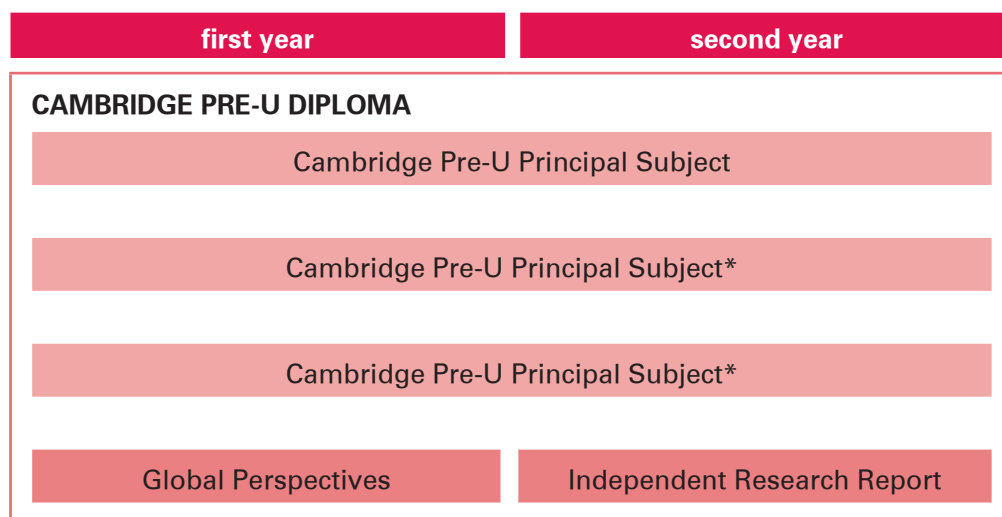 first year
second year
CAMBRIDGE PRE-U DIPLOMA
Cambridge Pre-U Principal Subject
Cambridge Pre-U Principal Subject*
Cambridge Pre-U Principal Subject*
Global Perspectives
Independent Research Report